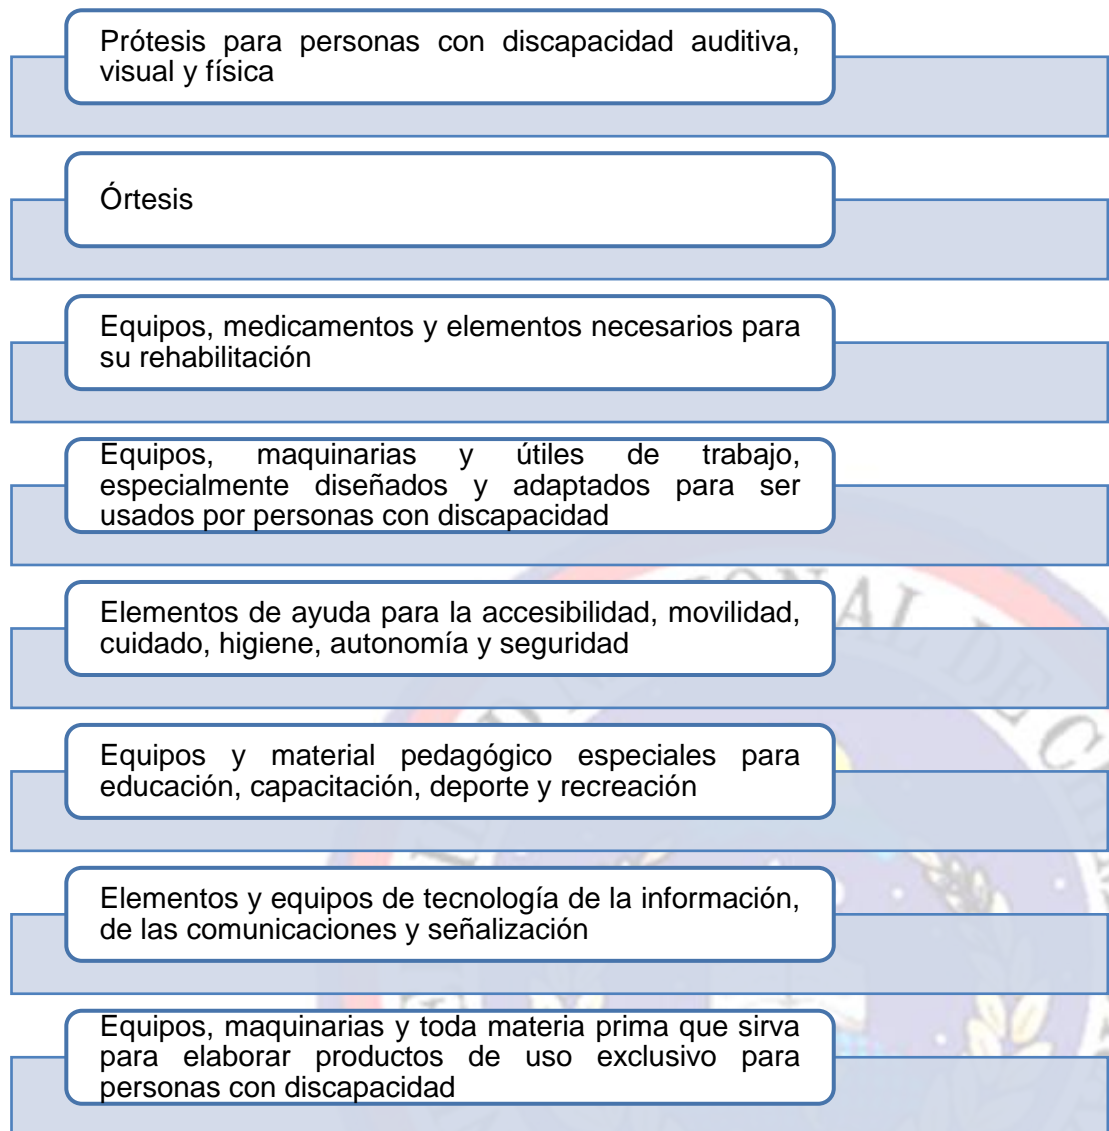 Prótesis para personas con discapacidad auditiva,
visual y física
Órtesis
Equipos, medicamentos y elementos necesarios para
su rehabilitación
Equipos, maquinarias y útiles de trabajo,
especialmente diseñados y adaptados para ser
usados por personas con discapacidad
Elementos de ayuda para la accesibilidad, movilidad,
cuidado, higiene, autonomía y seguridad
Equipos y material pedagógico especiales para
educación, capacitación, deporte y recreación
Elementos y equipos de tecnología de la información,
de las comunicaciones y señalización
Equipos, maquinarias y toda materia prima que sirva
para elaborar productos de uso exclusivo para
personas con discapacidad